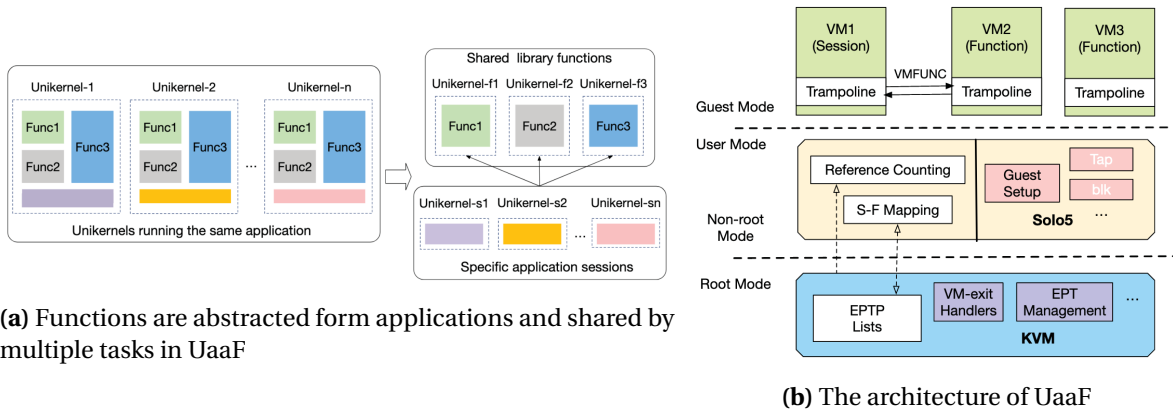 Unikernel-1
Unikernel-2
Unikernel-n
Func1
Func2
Func3
Func1
Func2
Func3
...
Func1
Func2
Func3
Unikernels running the same application
Shared library functions
Unikernel-f1
Unikernel-f2
Unikernel-f3
Func1
Func2
Func3
Unikernel-s1
Unikernel-s2
Unikernel-sn
...
Specific application sessions
(a) Functions are abstracted form applications and shared by
multiple tasks in UaaF
VM1
(Session)
VM2
(Function)
VM3
(Function)
VMFUNC
Trampoline
Trampoline
Trampoline
Guest Mode
User Mode
Reference Counting
S-F Mapping
Guest
Setup
Tap
blk
...
Solo5
Non-root
Mode
Root Mode
EPTP
Lists
VM-exit
Handlers
EPT
Management
...
KVM
(b) The architecture of UaaF